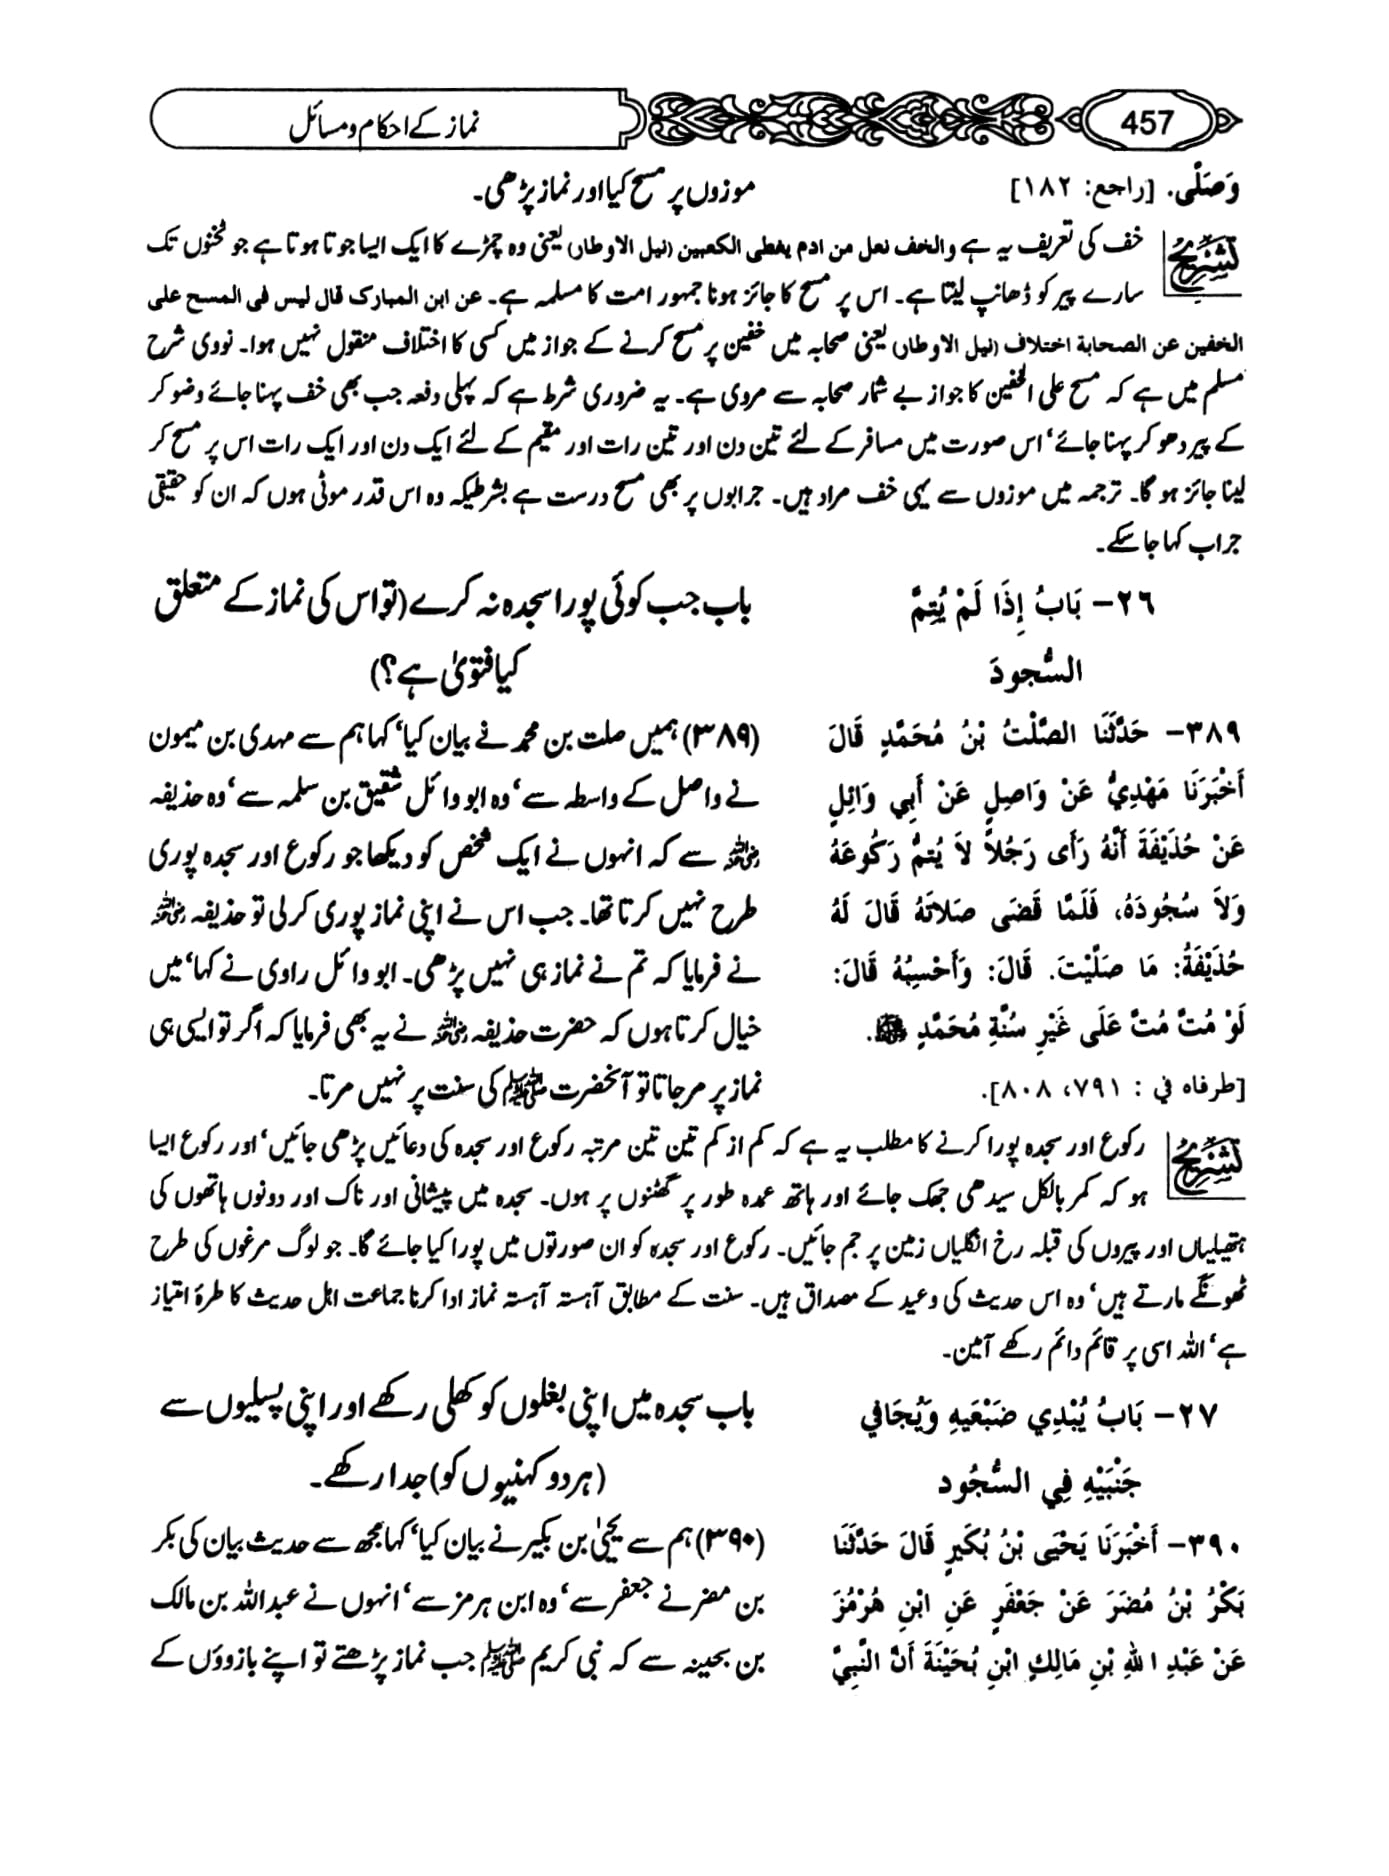 457
نماز کے احکام و مسائل
وَصَلَّى. [راجع: ١٨٢]
موزوں پر مسح کیا اور نماز پڑھی۔
تشریح
خف کی تعریف یہ ہے والخف نعل من ادم یغطی الکعبین (نیل الاوطار) یعنی وہ چمڑے کا ایک ایسا جوتا ہوتا ہے جو ٹخنوں تک
سارے پیر کو ڈھانپ لیتا ہے۔ اس پر مسح کا جائز ہونا جمہور امت کا مسلمہ ہے۔ عن ابن المبارک قال لیس فی المسح علی
الخفین عن الصحابة اختلاف (نیل الاوطار) یعنی صحابہ میں خفین پر مسح کرنے کے جواز میں کسی کا اختلاف منقول نہیں ہوا۔ نووی شرح
مسلم میں ہے کہ مسح علی الخفین کا جواز بے شمار صحابہ سے مروی ہے۔ یہ ضروری شرط ہے کہ پہلی دفعہ جب بھی خف پہنا جائے وضو کر
کے پیر دھو کر پہنا جائے‘ اس صورت میں مسافر کے لئے تین دن اور تین رات اور مقیم کے لئے ایک دن اور ایک رات اس پر مسح کر
لینا جائز ہو گا۔ ترجمہ میں موزوں سے یہی خف مراد ہیں۔ جرابوں پر بھی مسح درست ہے بشرطیکہ وہ اس قدر موٹی ہوں کہ ان کو حقیقی
جراب کہا جا سکے۔
٢٦- بَابُ إِذَا لَمْ يُتِمَّ
السُّجودَ
باب جب کوئی پورا سجدہ نہ کرے (تو اس کی نماز کے متعلق
کیا فتویٰ ہے؟)
٣٨٩- حَدَّثَنَا الصَّلْتُ بْنُ مُحَمَّدٍ قَالَ
أَخْبَرَنَا مَهْدِيٌّ عَنْ وَاصِلٍ عَنْ أَبِي وَائِلٍ
عَنْ حُذَيْفَةَ أَنَّهُ رَأَى رَجُلاً لاَ يُتِمُّ رَكُوعَهُ
وَلاَ سُجُودَهُ، فَلَمَّا قَضَى صَلاَتَهُ قَالَ لَهُ
حُذَيْفَةُ: مَا صَلَّيْتَ. قَالَ: وَأَحْسِبُهُ قَالَ:
لَوْ مُتَّ مُتَّ عَلَى غَيْرِ سُنَّةِ مُحَمَّدٍ ﷺ.
[طرفاه في : ٧٩١، ٨٠٨].
(۳۸۹) ہمیں صلت بن محمد نے بیان کیا‘ کہا ہم سے مہدی بن میمون
نے واصل کے واسطہ سے‘ وہ ابو وائل شقیق بن سلمہ سے‘ وہ حذیفہ
رضی اللہ عنہ سے کہ انہوں نے ایک شخص کو دیکھا جو رکوع اور سجدہ پوری
طرح نہیں کرتا تھا۔ جب اس نے اپنی نماز پوری کرلی تو حذیفہ رضی اللہ عنہ
نے فرمایا کہ تم نے نماز ہی نہیں پڑھی۔ ابو وائل راوی نے کہا‘ میں
خیال کرتا ہوں کہ حضرت حذیفہ رضی اللہ عنہ نے یہ بھی فرمایا کہ اگر تو ایسی ہی
نماز پر مر جاتا تو آنحضرت ﷺ کی سنت پر نہیں مرتا۔
تشریح
رکوع اور سجدہ پورا کرنے کا مطلب یہ ہے کہ کم از کم تین تین مرتبہ رکوع اور سجدہ کی دعائیں پڑھی جائیں‘ اور رکوع ایسا
ہو کہ کمر بالکل سیدھی جھک جائے اور ہاتھ عمدہ طور پر گھٹنوں پر ہوں۔ سجدہ میں پیشانی اور ناک اور دونوں ہاتھوں کی
ہتھیلیاں اور پیروں کی قبلہ رخ انگلیاں زمین پر جم جائیں۔ رکوع اور سجدہ کو ان صورتوں میں پورا کیا جائے گا۔ جو لوگ مرغوں کی طرح
ٹھونگے مارتے ہیں‘ وہ اس حدیث کی وعید کے مصداق ہیں۔ سنت کے مطابق آہستہ آہستہ نماز ادا کرنا جماعت اہل حدیث کا طرۂ امتیاز
ہے‘ اللہ اسی پر قائم دائم رکھے آمین۔
٢٧- بَابُ يُبْدِي ضَبْعَيهِ وَيُجَافي
جَنْبَيْهِ فِي السُّجُود
باب سجدہ میں اپنی بغلوں کو کھلی رکھے اور اپنی پسلیوں سے
(ہر دو کہنیوں کو) جدا رکھے۔
٣٩٠- أَخْبَرَنَا يَحْيَى بْنُ بُكَيرٍ قَالَ حَدَّثَنَا
بَكْرُ بْنُ مُضَرَ عَنْ جَعْفَرٍ عَنِ ابْنِ هُرْمُزَ
عَنْ عَبْدِ اللهِ بْنِ مَالِكٍ ابْنِ بُحَيْنَةَ أَنَّ النَّبِيَّ
(۳۹۰) ہم سے یحییٰ بن بکیر نے بیان کیا‘ کہا مجھ سے حدیث بیان کی بکر
بن مضر نے جعفر سے‘ وہ ابن ہرمز سے‘ انہوں نے عبداللہ بن مالک
بن بحینہ سے کہ نبی کریم ﷺ جب نماز پڑھتے تو اپنے بازوؤں کے